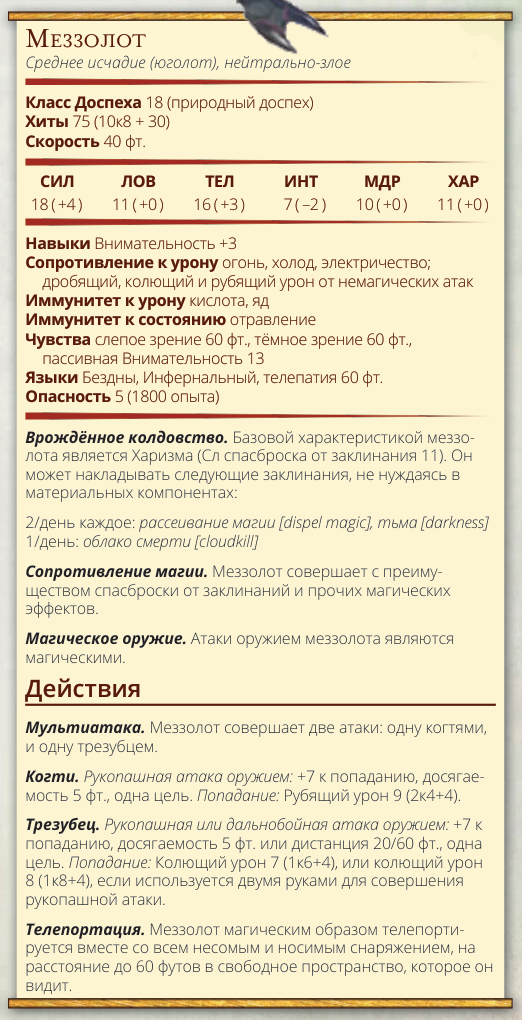 Меззолот
Среднее исчадие (юголот), нейтрально-злое
Класс Доспеха 18 (природный доспех)
Хиты 75 (10к8 + 30)
Скорость 40 фт.
СИЛ ЛОВ ТЕЛ ИНТ МДР ХАР
18 (+4) 11 (+0) 16 (+3) 7 (−2) 10 (+0) 11 (+0)
Навыки Внимательность +3
Сопротивление к урону огонь, холод, электричество;
дробящий, колющий и рубящий урон от немагических атак
Иммунитет к урону кислота, яд
Иммунитет к состоянию отравление
Чувства слепое зрение 60 фт., тёмное зрение 60 фт.,
пассивная Внимательность 13
Языки Бездны, Инфернальный, телепатия 60 фт.
Опасность 5 (1800 опыта)
Врождённое колдовство. Базовой характеристикой меззо-
лота является Харизма (Сл спасброска от заклинания 11). Он
может накладывать следующие заклинания, не нуждаясь в
материальных компонентах:
2/день каждое: рассеивание магии [dispel magic], тьма [darkness]
1/день: облако смерти [cloudkill]
Сопротивление магии. Меззолот совершает с преиму-
ществом спасброски от заклинаний и прочих магических
эффектов.
Магическое оружие. Атаки оружием меззолота являются
магическими.
Действия
Мультиатака. Меззолот совершает две атаки: одну когтями,
и одну трезубцем.
Когти. Рукопашная атака оружием: +7 к попаданию, досягае-
мость 5 фт., одна цель. Попадание: Рубящий урон 9 (2к4+4).
Трезубец. Рукопашная или дальнобойная атака оружием: +7 к
попаданию, досягаемость 5 фт. или дистанция 20/60 фт., одна
цель. Попадание: Колющий урон 7 (1к6+4), или колющий урон
8 (1к8+4), если используется двумя руками для совершения
рукопашной атаки.
Телепортация. Меззолот магическим образом телепорти-
руется вместе со всем несомым и носимым снаряжением, на
расстояние до 60 футов в свободное пространство, которое он
видит.